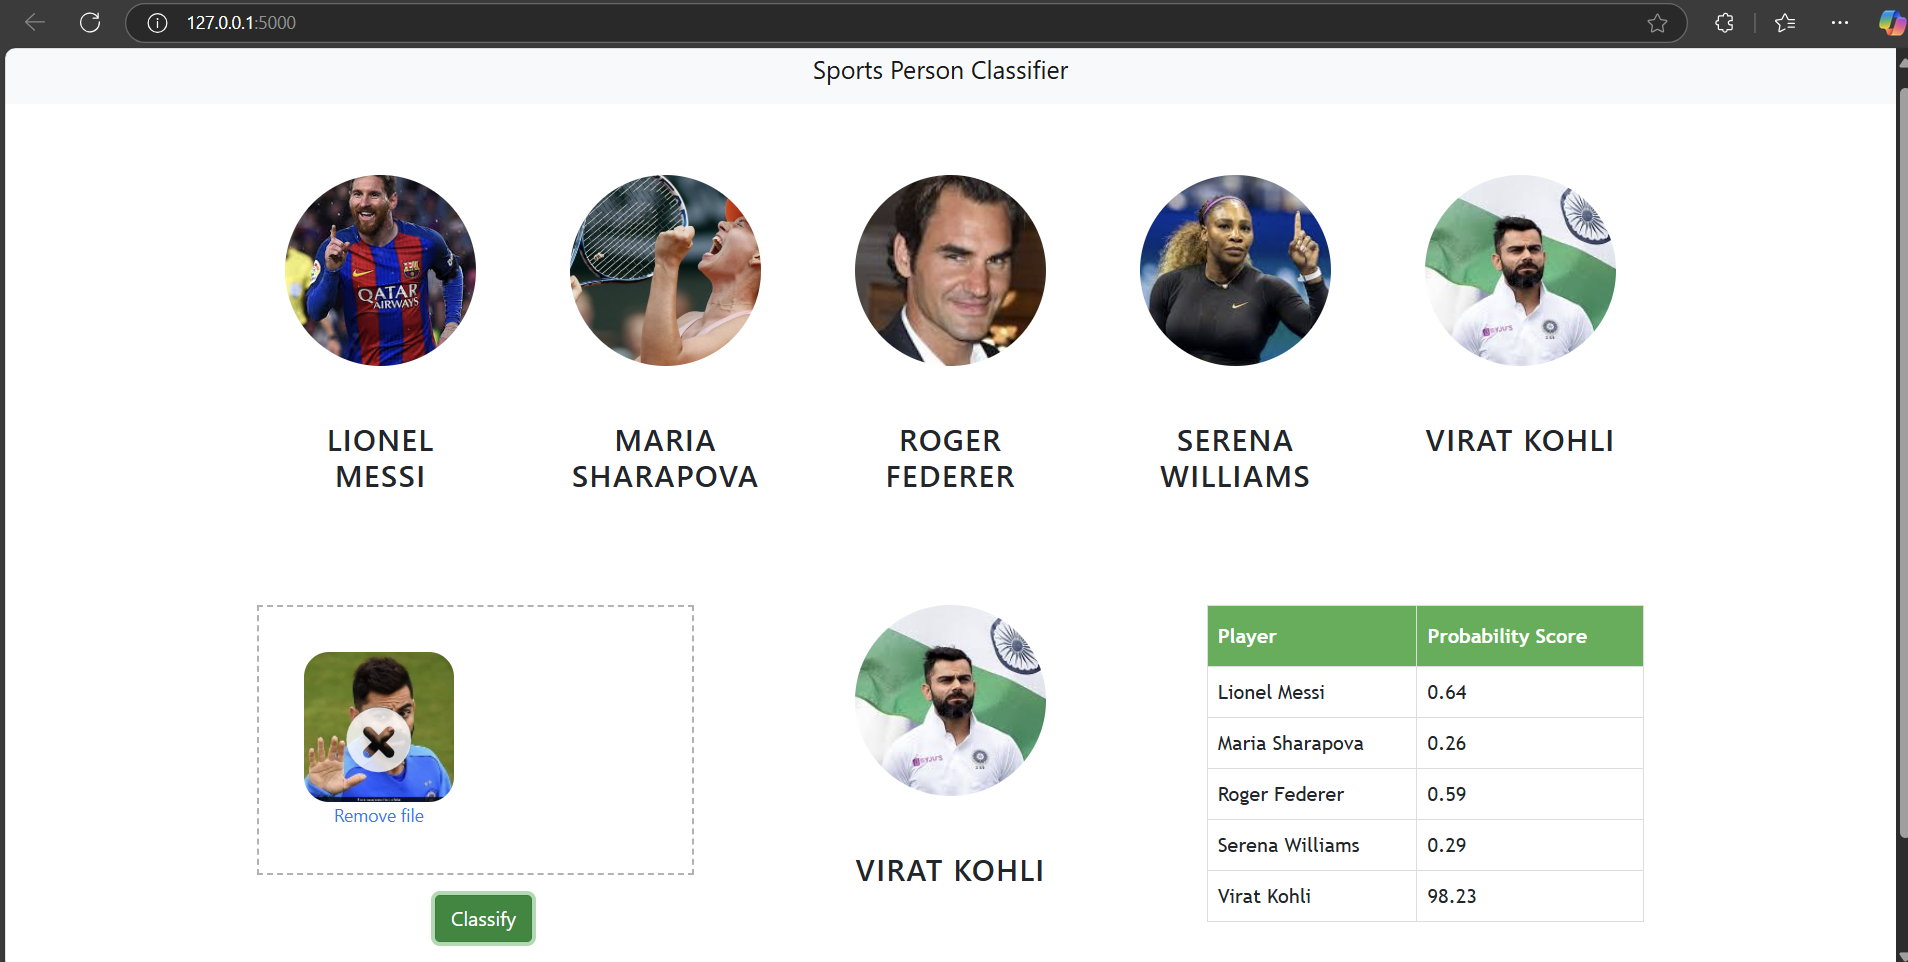 127.0.0.1:5000
Sports Person Classifier
QATAR
AIRWAYS
BYJU'S
LIONEL
MESSI
MARIA
SHARAPOVA
ROGER
FEDERER
SERENA
WILLIAMS
VIRAT KOHLI
Remove file
Classify
BYJU'S
VIRAT KOHLI
Player Probability Score
Lionel Messi 0.64
Maria Sharapova 0.26
Roger Federer 0.59
Serena Williams 0.29
Virat Kohli 98.23